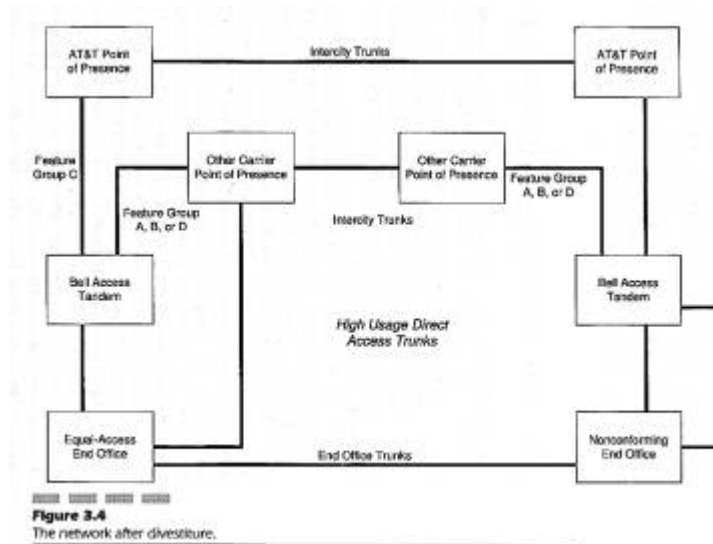 AT&T Point
of Presence
Intercity Trunks
AT&T Point
of Presence
Feature
Group C
Other Carrier
Point of Presence
Other Carrier
Point of Presence
Feature Group
A, B, or D
Feature Group
A, B, or D
Intercity Trunks
Bell Access
Tandem
Bell Access
Tandem
High Usage Direct
Access Trunks
Equal-Access
End Office
End Office Trunks
Nonconforming
End Office
Figure 3.4
The network after divestiture.